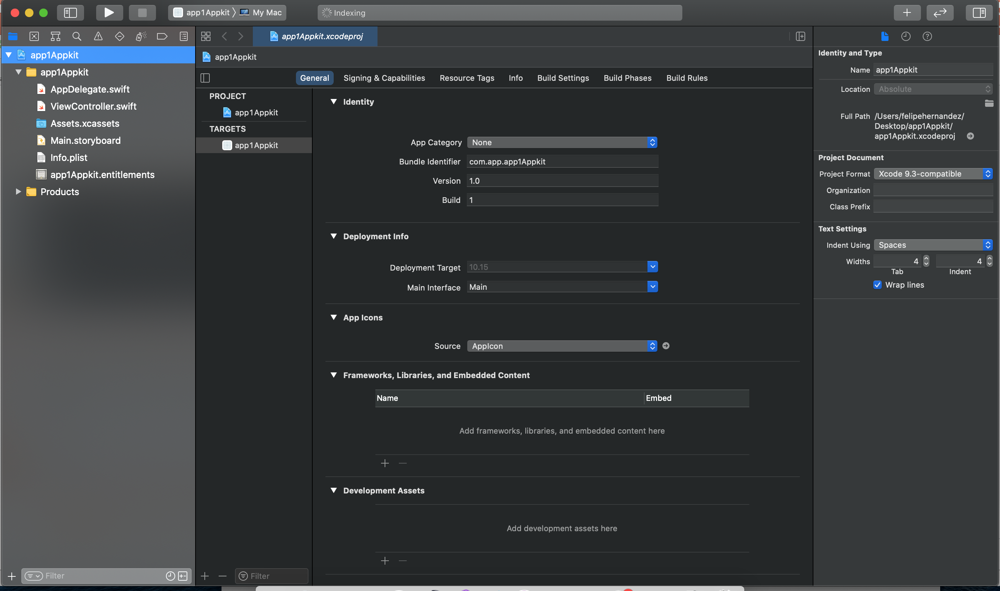 app1Appkit
My Mac
Indexing
app1Appkit
app1Appkit
AppDelegate.swift
ViewController.swift
Assets.xcassets
Main.storyboard
Info.plist
app1Appkit.entitlements
Products
Filter
app1Appkit.xcodeproj
app1Appkit
General Signing & Capabilities Resource Tags Info Build Settings Build Phases Build Rules
PROJECT
app1Appkit
TARGETS
app1Appkit
Filter
Identity
App Category None
Bundle Identifier com.app.app1Appkit
Version 1.0
Build 1
Deployment Info
Deployment Target 10.15
Main Interface Main
App Icons
Source AppIcon
Frameworks, Libraries, and Embedded Content
Name Embed
Add frameworks, libraries, and embedded content here
Development Assets
Add development assets here
Identity and Type
Name app1Appkit
Location Absolute
Full Path /Users/felipehernandez/
Desktop/app1Appkit/
app1Appkit.xcodeproj
Project Document
Project Format Xcode 9.3-compatible
Organization
Class Prefix
Text Settings
Indent Using Spaces
Widths 4 4
Tab Indent
Wrap lines